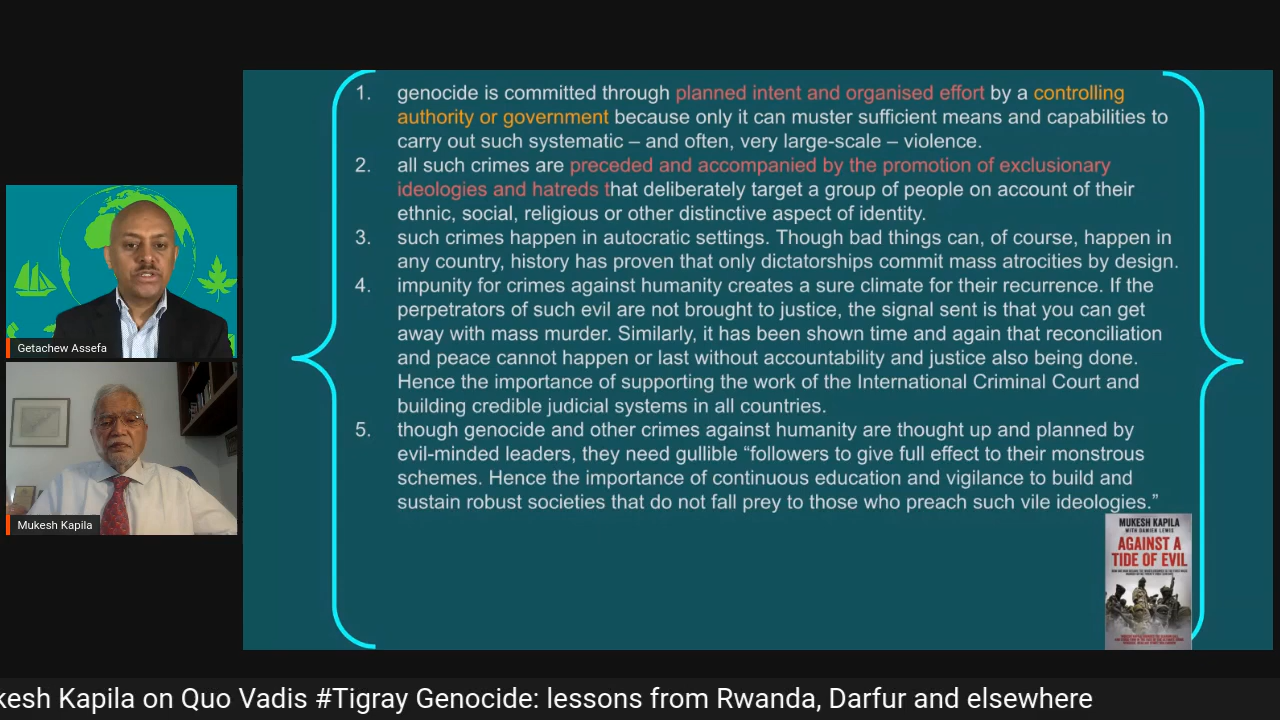 1. genocide is committed through planned intent and organised effort by a controlling
authority or government because only it can muster sufficient means and capabilities to
carry out such systematic – and often, very large-scale – violence.
2. all such crimes are preceded and accompanied by the promotion of exclusionary
ideologies and hatreds that deliberately target a group of people on account of their
ethnic, social, religious or other distinctive aspect of identity.
3. such crimes happen in autocratic settings. Though bad things can, of course, happen in
any country, history has proven that only dictatorships commit mass atrocities by design.
4. impunity for crimes against humanity creates a sure climate for their recurrence. If the
perpetrators of such evil are not brought to justice, the signal sent is that you can get
away with mass murder. Similarly, it has been shown time and again that reconciliation
and peace cannot happen or last without accountability and justice also being done.
Hence the importance of supporting the work of the International Criminal Court and
building credible judicial systems in all countries.
5. though genocide and other crimes against humanity are thought up and planned by
evil-minded leaders, they need gullible “followers to give full effect to their monstrous
schemes. Hence the importance of continuous education and vigilance to build and
sustain robust societies that do not fall prey to those who preach such vile ideologies.”
Getachew Assefa
Mukesh Kapila
MUKESH KAPILA
WITH DAMIEN LEWIS
AGAINST A
TIDE OF EVIL
kesh Kapila on Quo Vadis #Tigray Genocide: lessons from Rwanda, Darfur and elsewhere